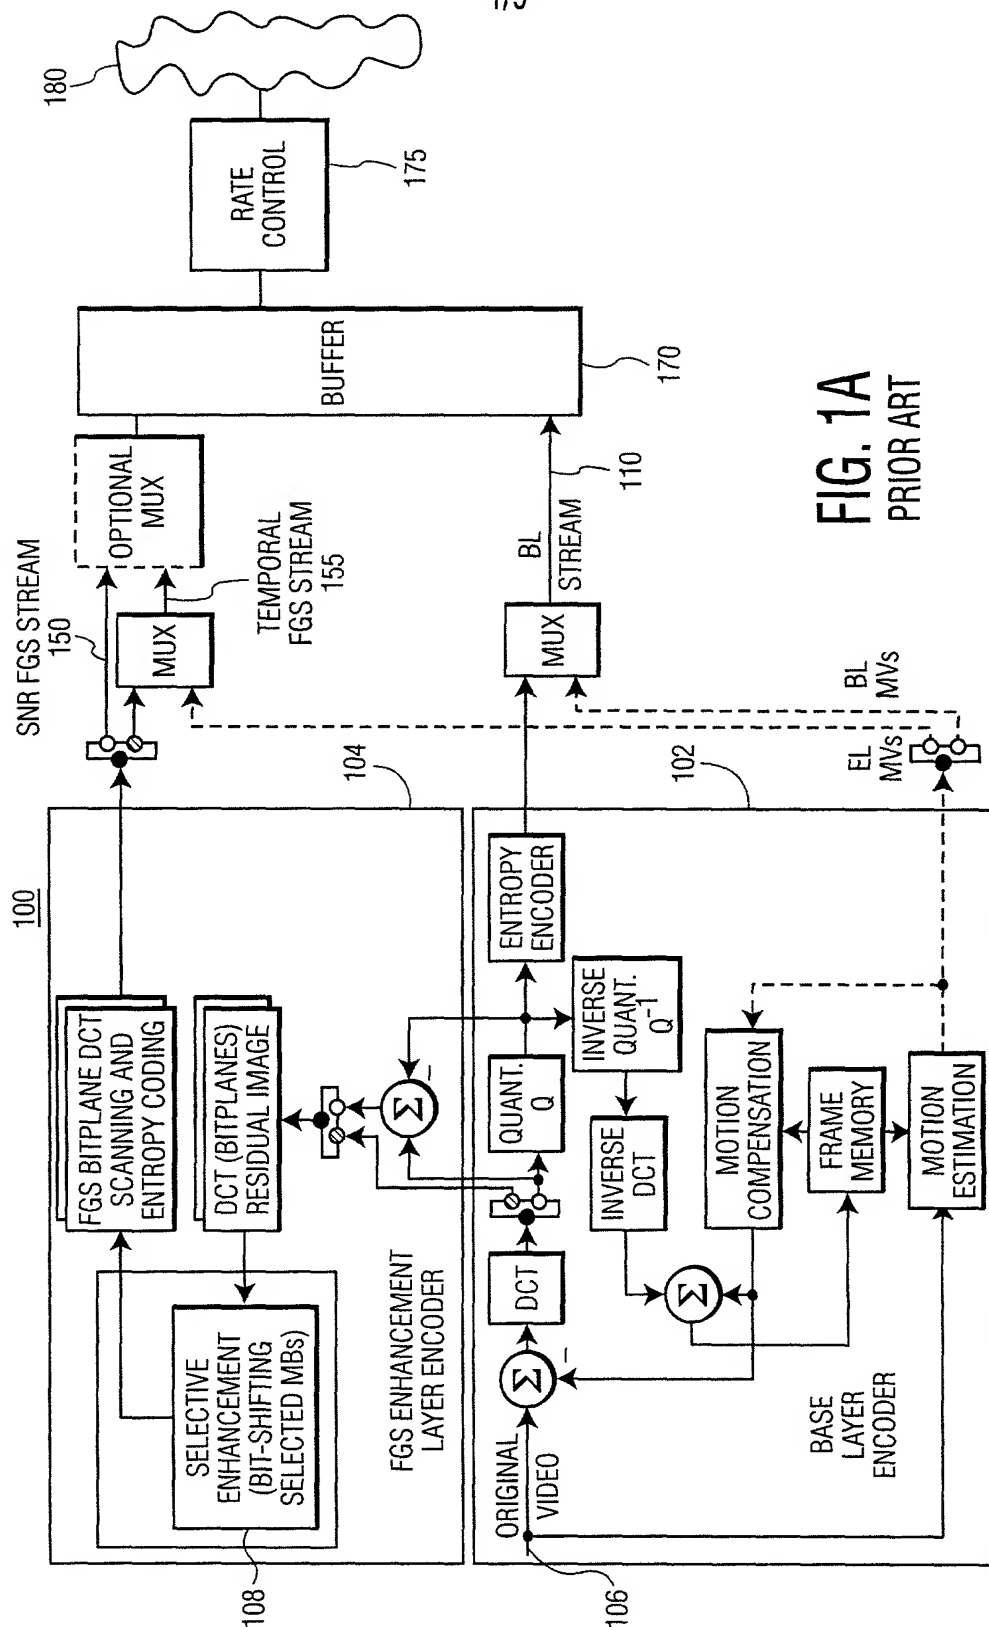 1/9
100
FGS BITPLANE DCT
SCANNING AND
ENTROPY CODING
DCT (BITPLANES)
RESIDUAL IMAGE
SELECTIVE
ENHANCEMENT
(BIT-SHIFTING
SELECTED MBs)
108
FGS ENHANCEMENT
LAYER ENCODER
104
SNR FGS STREAM
150
MUX
OPTIONAL
MUX
TEMPORAL
FGS STREAM
155
BUFFER
170
RATE
CONTROL
175
180
ORIGINAL
VIDEO
106
Σ
–
DCT
QUANT.
Q
Σ
–
ENTROPY
ENCODER
INVERSE
QUANT.
Q-1
INVERSE
DCT
Σ
MOTION
COMPENSATION
FRAME
MEMORY
MOTION
ESTIMATION
BASE
LAYER
ENCODER
102
EL
MVs
BL
MVs
MUX
BL
STREAM
110
FIG. 1A
PRIOR ART